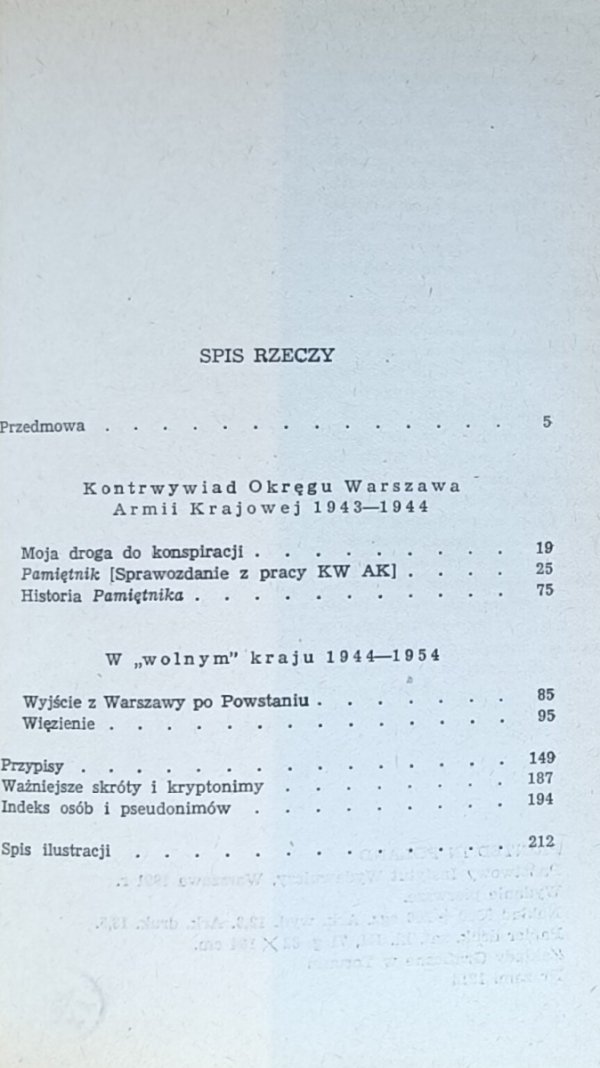 SPIS RZECZY
Przedmowa . . . . . . . . . . . . . . 5
Kontrwywiad Okręgu Warszawa
Armii Krajowej 1943—1944
Moja droga do konspiracji . . . . . . . . . 19
Pamiętnik [Sprawozdanie z pracy KW AK] . . . . 25
Historia Pamiętnika . . . . . . . . . . . 75
W „wolnym” kraju 1944—1954
Wyjście z Warszawy po Powstaniu . . . . . . . 85
Więzienie . . . . . . . . . . . . . . 95
Przypisy . . . . . . . . . . . . . . . 149
Ważniejsze skróty i kryptonimy . . . . . . . . 187
Indeks osób i pseudonimów . . . . . . . . . 194
Spis ilustracji . . . . . . . . . . . . . 212